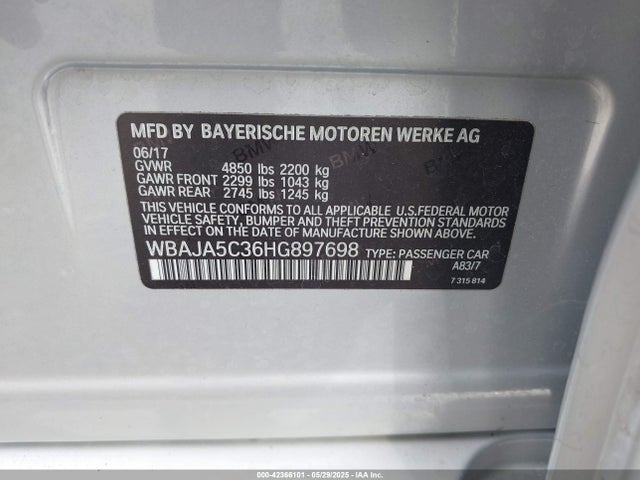 MFD BY BAYERISCHE MOTOREN WERKE AG
06/17
GVWR 4850 lbs 2200 kg
GAWR FRONT 2299 lbs 1043 kg
GAWR REAR 2745 lbs 1245 kg
THIS VEHICLE CONFORMS TO ALL APPLICABLE U.S.FEDERAL MOTOR
VEHICLE SAFETY, BUMPER AND THEFT PREVENTION STANDARDS
IN EFFECT ON THE DATE OF MANUFACTURE SHOWN ABOVE.
WBAJA5C36HG897698 TYPE: PASSENGER CAR
A83/7
7 315 814
000-42366101 - 05/29/2025 - IAAI Corp.